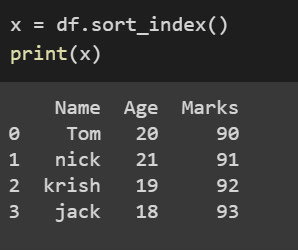 x = df.sort_index()
print(x)
Name Age Marks
0 Tom 20 90
1 nick 21 91
2 krish 19 92
3 jack 18 93